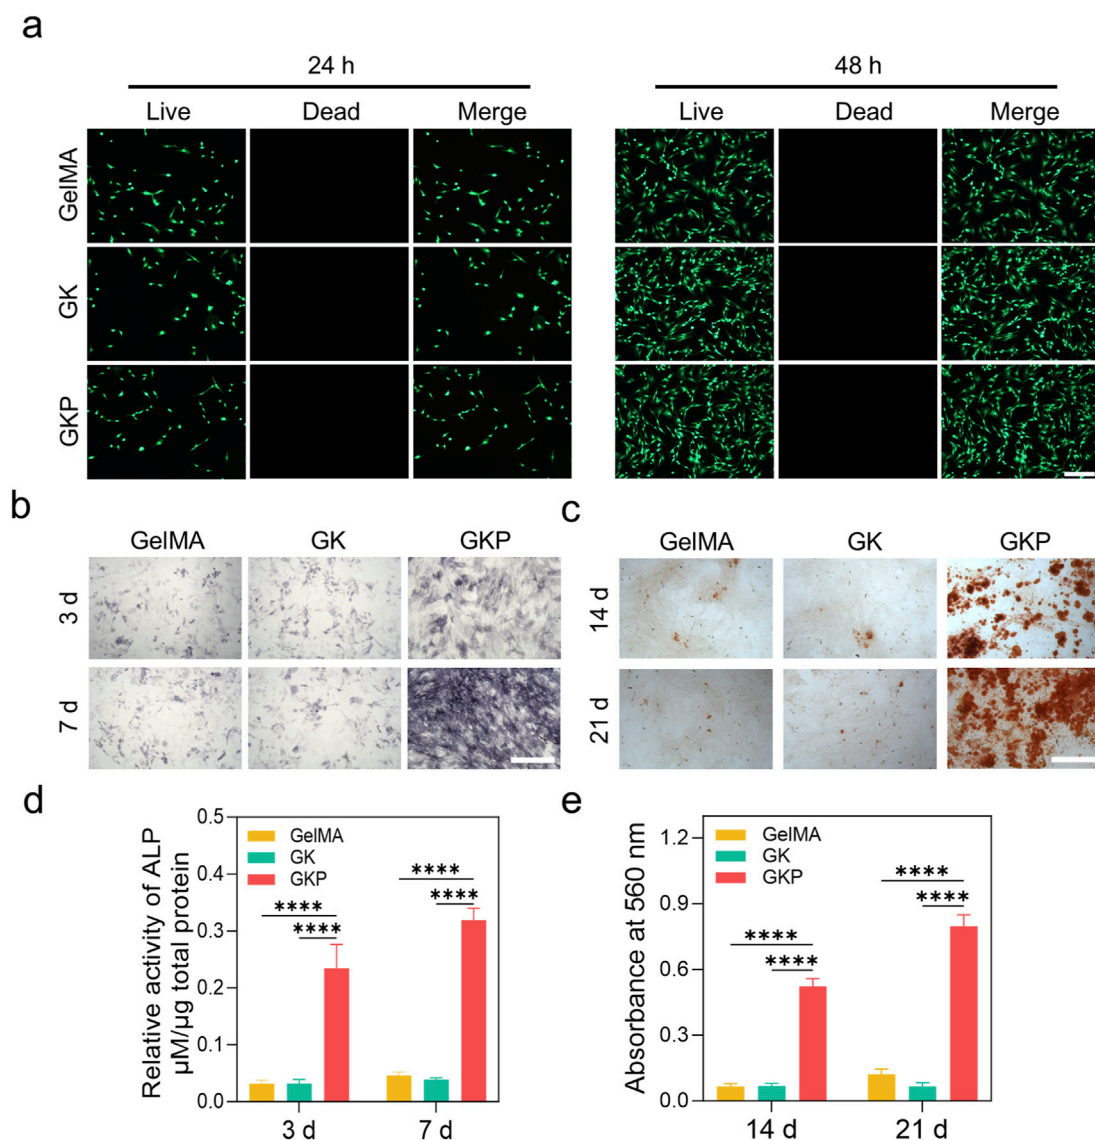 a
24 h
48 h
Live Dead Merge
Live Dead Merge
GelMA
GK
GKP
b
GelMA GK GKP
3 d
7 d
c
GelMA GK GKP
14 d
21 d
d
Relative activity of ALP
μM/μg total protein
0.5
0.4
0.3
0.2
0.1
0.0
GelMA
GK
GKP
****
****
****
****
3 d 7 d
e
Absorbance at 560 nm
1.2
0.9
0.6
0.3
0.0
GelMA
GK
GKP
****
****
****
****
14 d 21 d